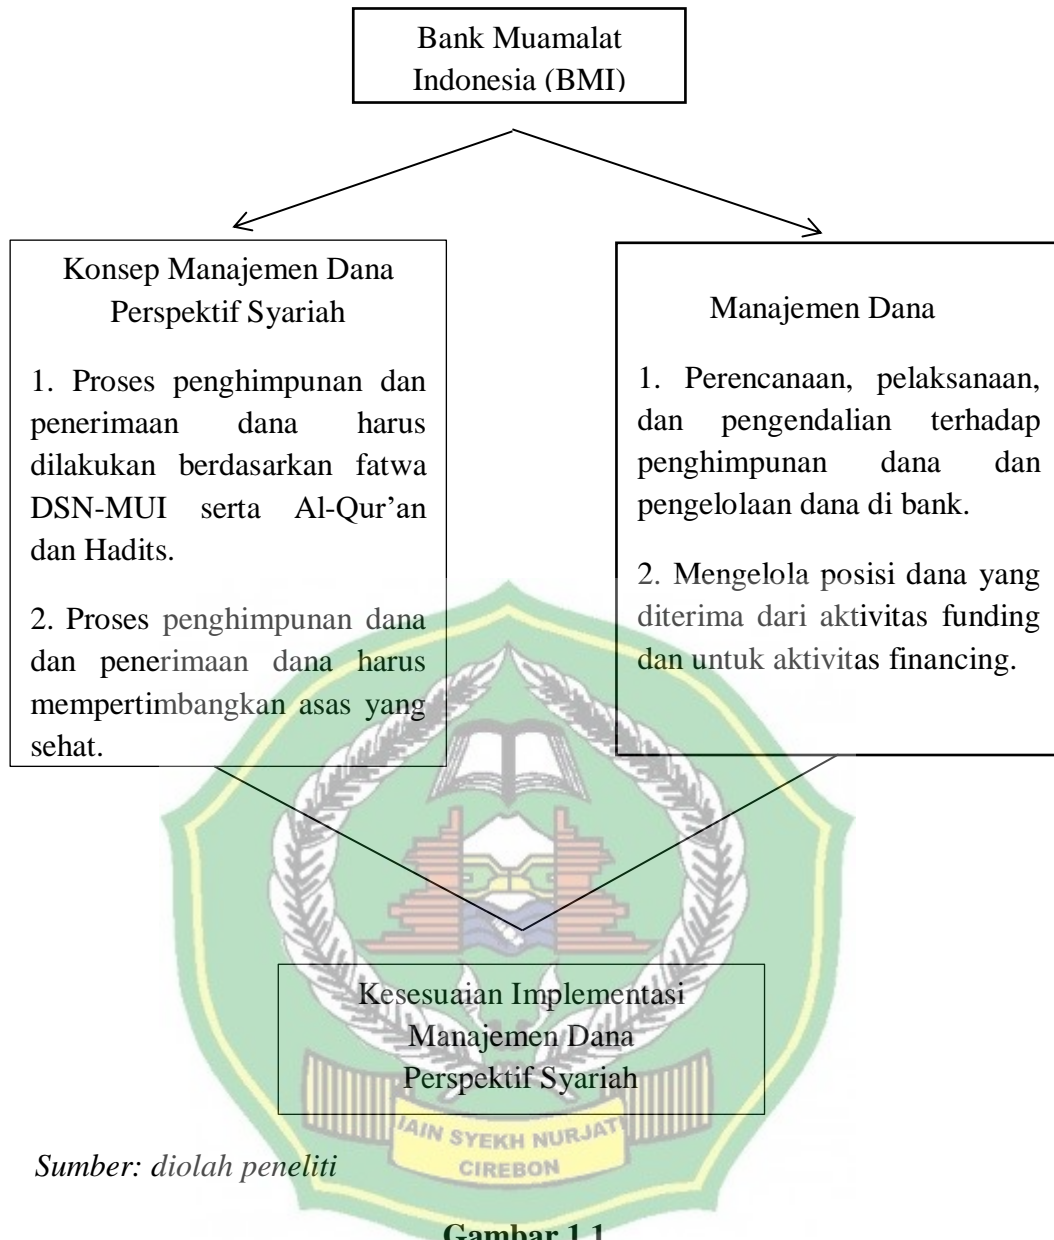 Bank Muamalat
Indonesia (BMI)
Konsep Manajemen Dana
Perspektif Syariah
1. Proses penghimpunan dan
penerimaan dana harus
dilakukan berdasarkan fatwa
DSN-MUI serta Al-Qur’an
dan Hadits.
2. Proses penghimpunan dana
dan penerimaan dana harus
mempertimbangkan asas yang
sehat.
Manajemen Dana
1. Perencanaan, pelaksanaan,
dan pengendalian terhadap
penghimpunan dana dan
pengelolaan dana di bank.
2. Mengelola posisi dana yang
diterima dari aktivitas funding
dan untuk aktivitas financing.
Kesesuaian Implementasi
Manajemen Dana
Perspektif Syariah
IAIN SYEKH NURJATI
CIREBON
Sumber: diolah peneliti
Gambar 1.1